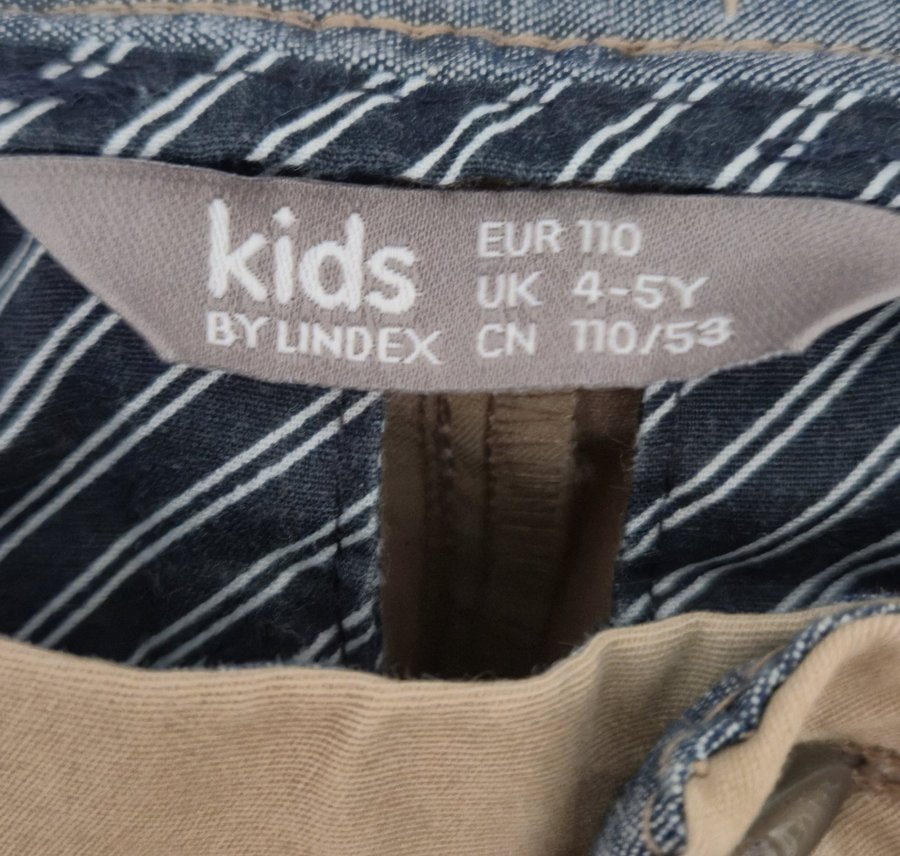 kids
BY LINDEX
EUR 110
UK 4-5Y
CN 110/53